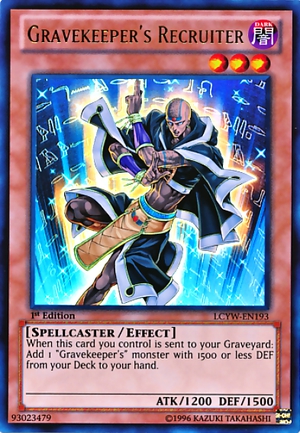 GRAVEKEEPER'S RECRUITER
DARK
闇
1st Edition
LCYW-EN193
[SPELLCASTER / EFFECT]
When this card you control is sent to your Graveyard:
Add 1 "Gravekeeper's" monster with 1500 or less DEF
from your Deck to your hand.
ATK/1200 DEF/1500
93023479
©1996 KAZUKI TAKAHASHI